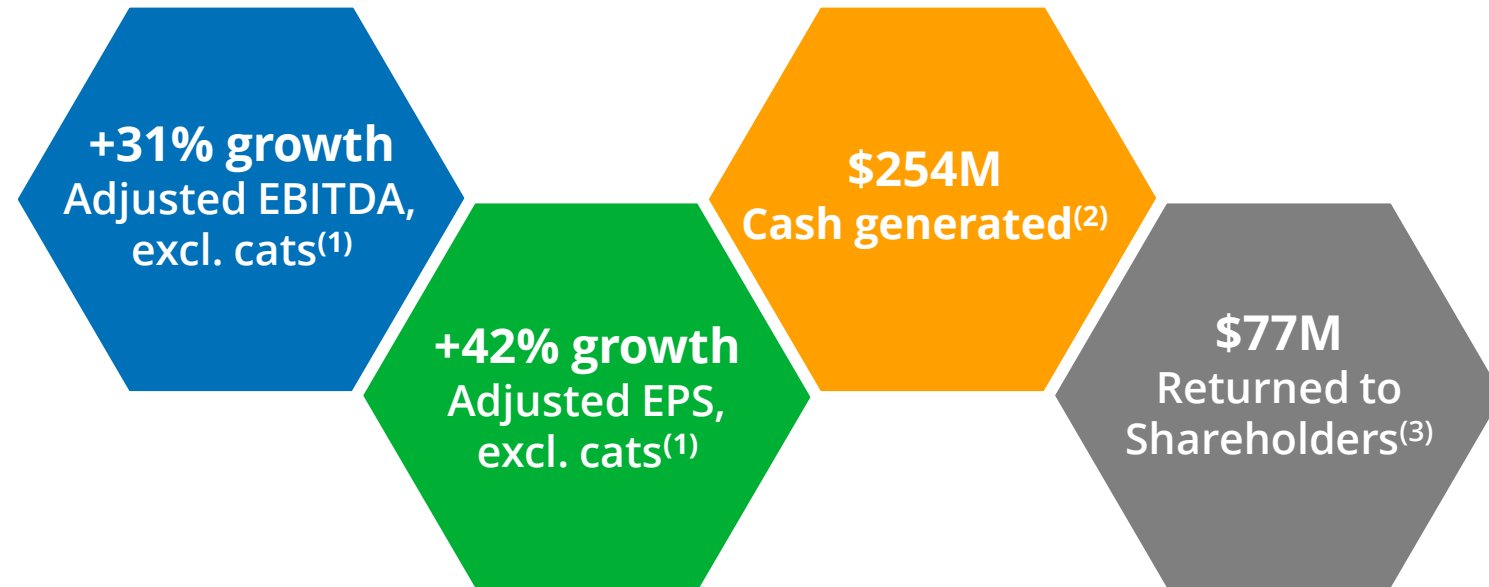 +31% growth
Adjusted EBITDA,
excl. cats(1)
+42% growth
Adjusted EPS,
excl. cats(1)
$254M
Cash generated(2)
$77M
Returned to
Shareholders(3)